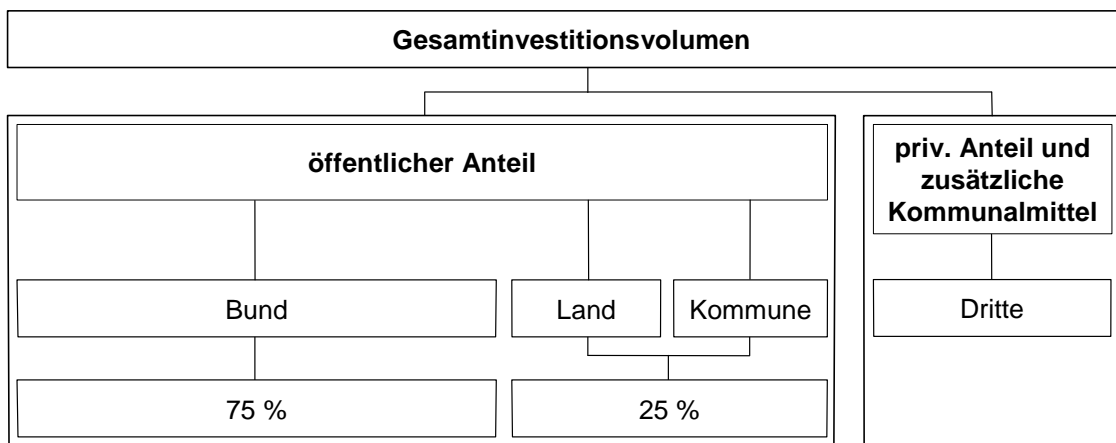 Gesamtinvestitionsvolumen
öffentlicher Anteil
priv. Anteil und
zusätzliche
Kommunalmittel
Bund
Land
Kommune
Dritte
75 %
25 %